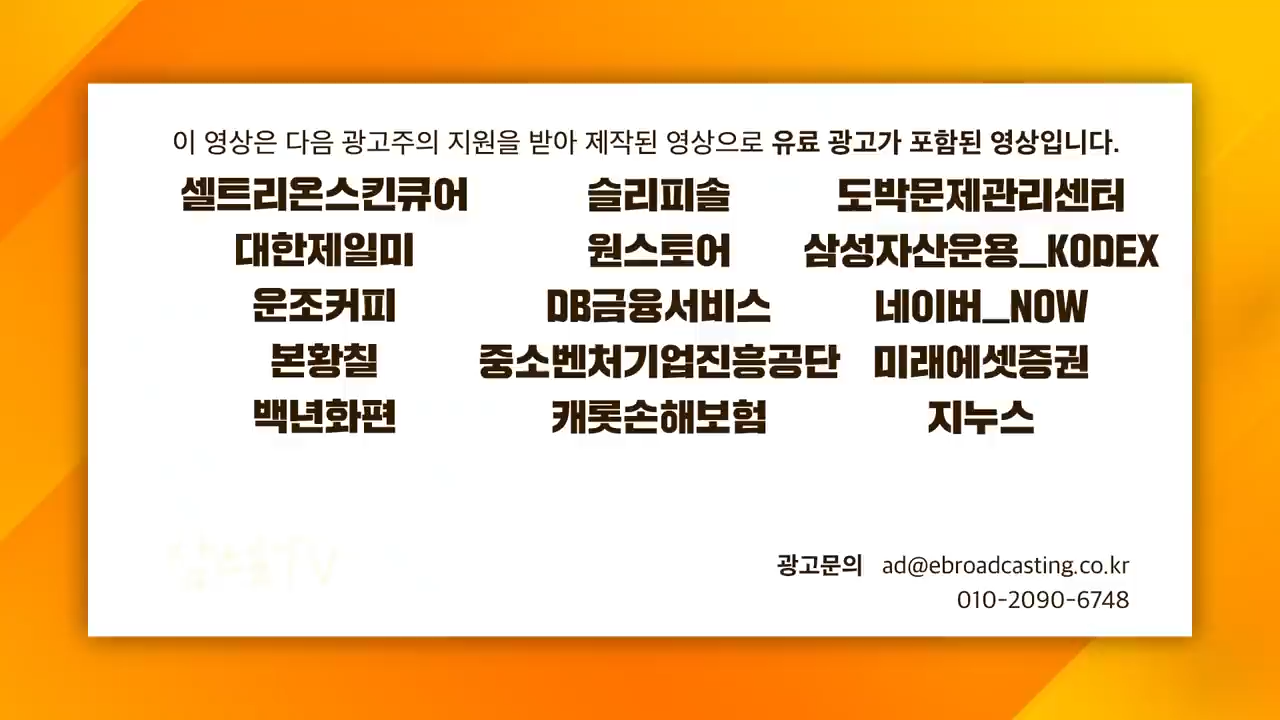 이 영상은 다음 광고주의 지원을 받아 제작된 영상으로 유료 광고가 포함된 영상입니다.
셀트리온스킨큐어 슬리피솔 도박문제관리센터
대한제일미 원스토어 삼성자산운용_KODEX
운조커피 DB금융서비스 네이버_NOW
본황칠 중소벤처기업진흥공단 미래에셋증권
백년화편 캐롯손해보험 지누스
광고문의 ad@ebroadcasting.co.kr
010-2090-6748